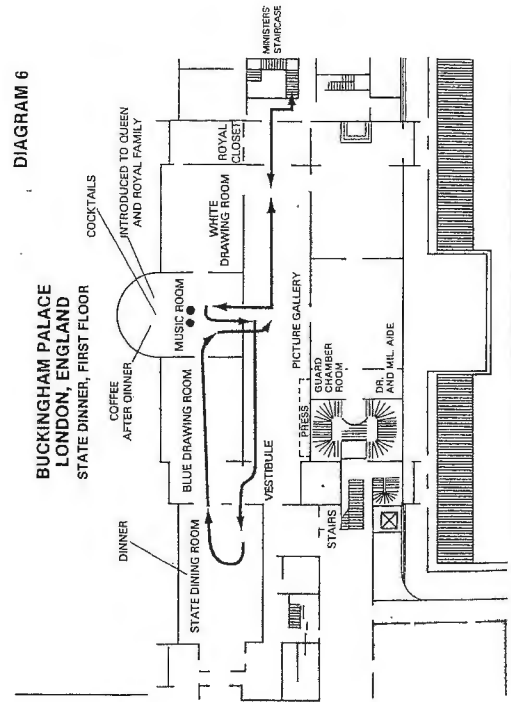 DIAGRAM 6
BUCKINGHAM PALACE
LONDON, ENGLAND
STATE DINNER, FIRST FLOOR
DINNER
COFFEE
AFTER DINNER
COCKTAILS
INTRODUCED TO QUEEN
AND ROYAL FAMILY
STATE DINING ROOM
BLUE DRAWING ROOM
MUSIC ROOM
WHITE
DRAWING ROOM
ROYAL
CLOSET
MINISTERS'
STAIRCASE
VESTIBULE
PICTURE GALLERY
PRESS
GUARD
CHAMBER
ROOM
DR.
AND MIL. AIDE
STAIRS